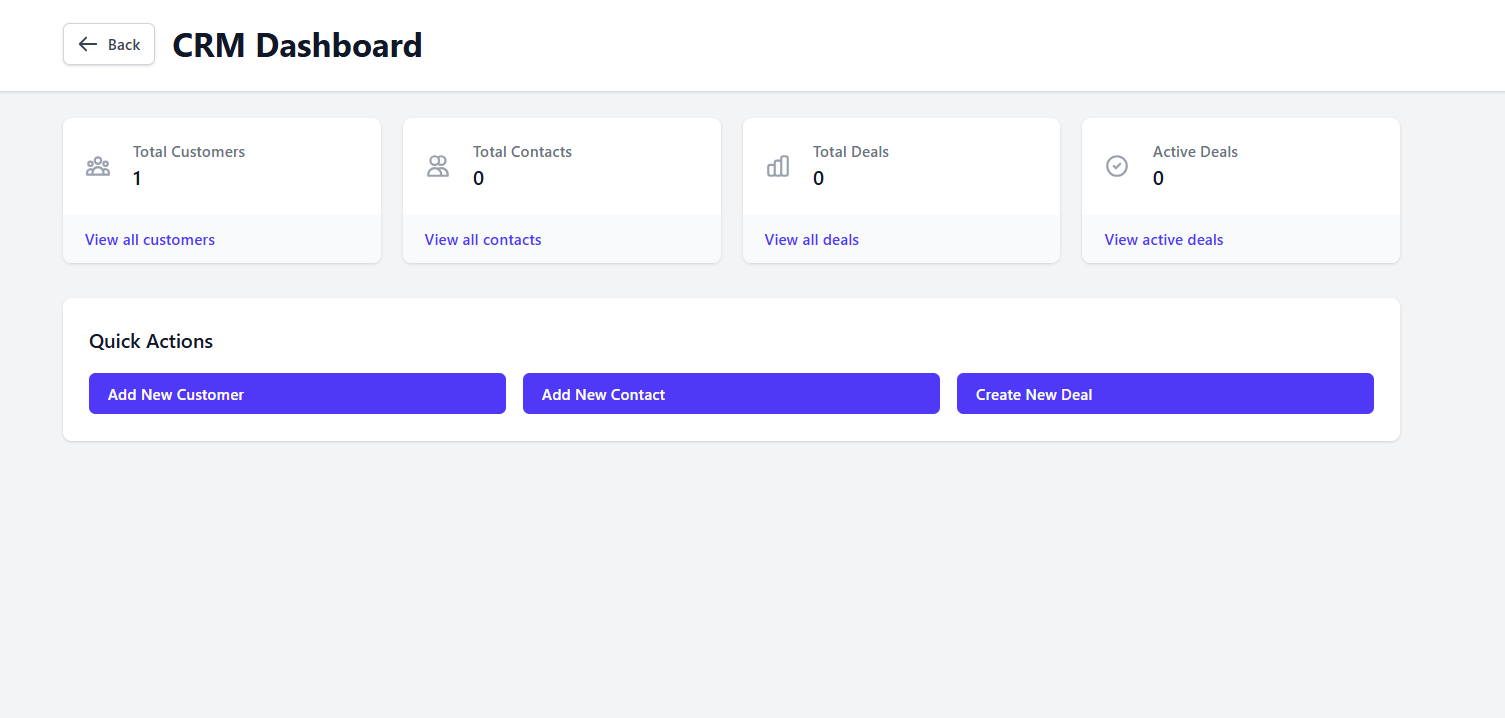 Back
CRM Dashboard
Total Customers
1
View all customers
Total Contacts
0
View all contacts
Total Deals
0
View all deals
Active Deals
0
View active deals
Quick Actions
Add New Customer
Add New Contact
Create New Deal